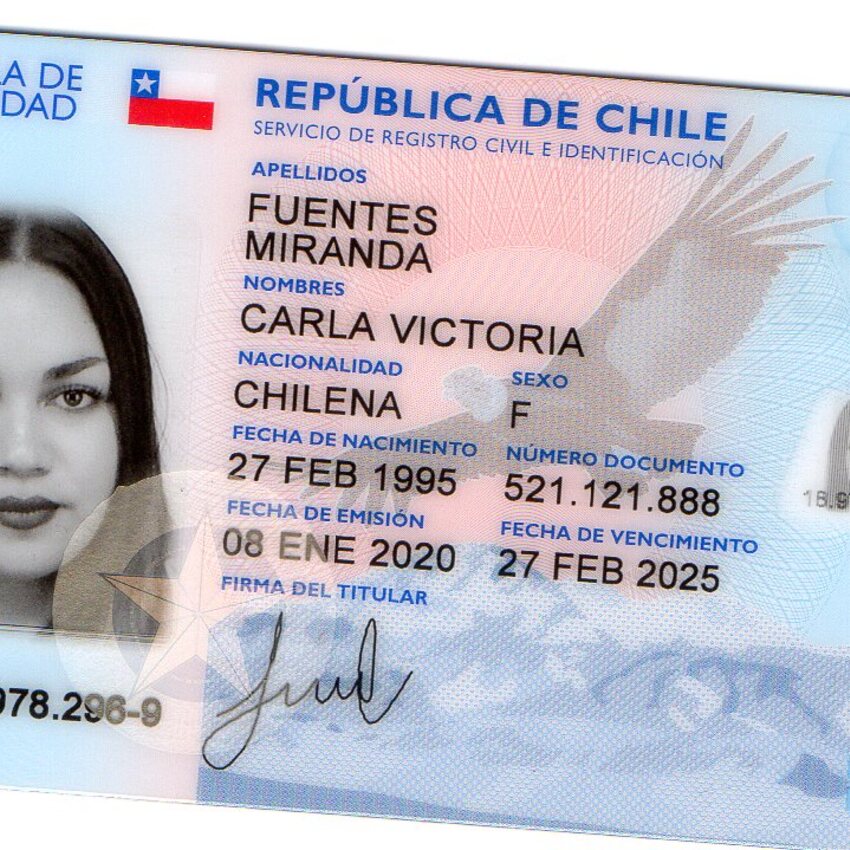 LA DE
DAD
REPÚBLICA DE CHILE
SERVICIO DE REGISTRO CIVIL E IDENTIFICACIÓN
APELLIDOS
FUENTES
MIRANDA
NOMBRES
CARLA VICTORIA
NACIONALIDAD
CHILENA
SEXO
F
FECHA DE NACIMIENTO
27 FEB 1995
NÚMERO DOCUMENTO
521.121.888
FECHA DE EMISIÓN
08 ENE 2020
FECHA DE VENCIMIENTO
27 FEB 2025
FIRMA DEL TITULAR
978.296-9
18.97